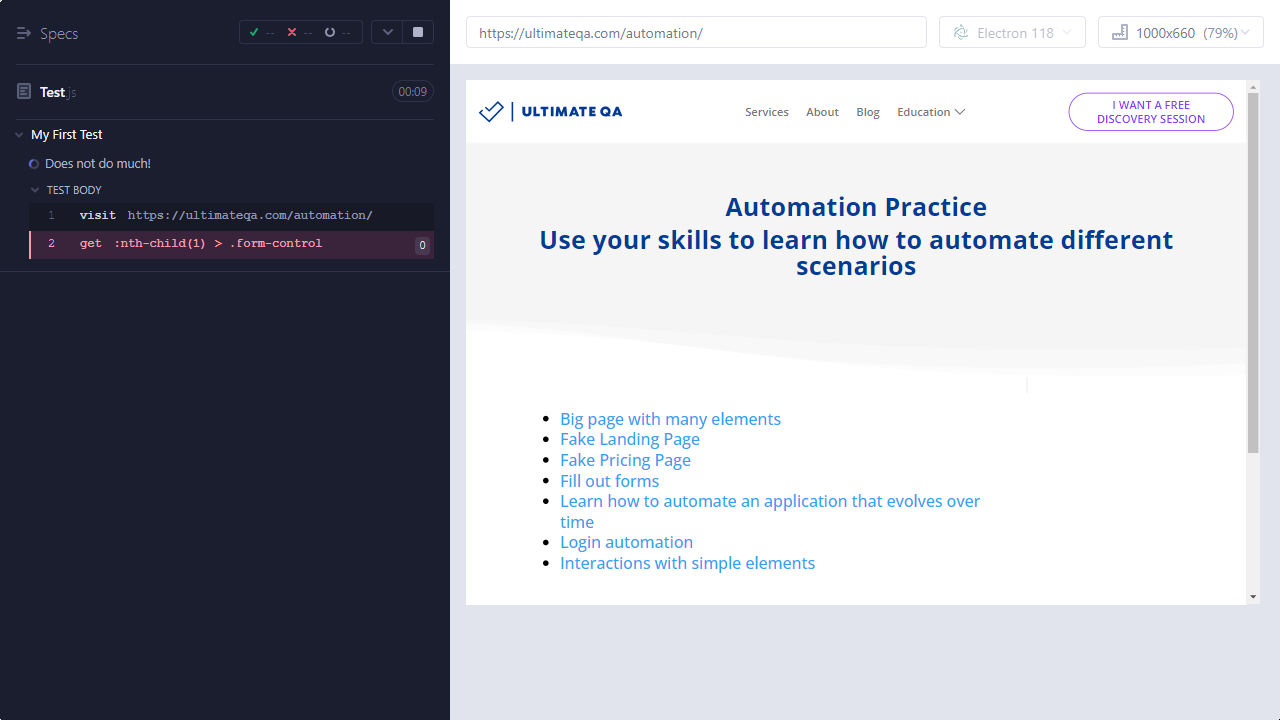 Specs
-- -- --
Test.js
00:09
My First Test
Does not do much!
TEST BODY
1 visit https://ultimateqa.com/automation/
2 get :nth-child(1) > .form-control 0
https://ultimateqa.com/automation/
Electron 118
1000x660 (79%)
ULTIMATE QA
Services About Blog Education
I WANT A FREE
DISCOVERY SESSION
Automation Practice
Use your skills to learn how to automate different
scenarios
Big page with many elements
Fake Landing Page
Fake Pricing Page
Fill out forms
Learn how to automate an application that evolves over
time
Login automation
Interactions with simple elements